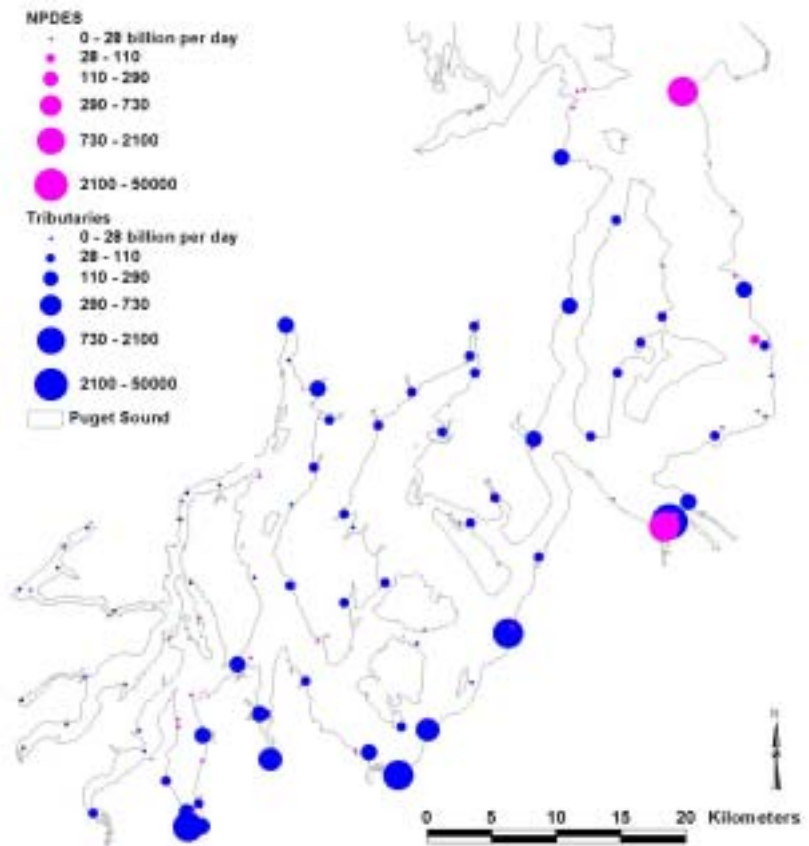 NPDES
0 - 28 billion per day
28 - 110
110 - 290
290 - 730
730 - 2100
2100 - 50000
Tributaries
0 - 28 billion per day
28 - 110
110 - 290
290 - 730
730 - 2100
2100 - 50000
Puget Sound
N
0 5 10 15 20 Kilometers